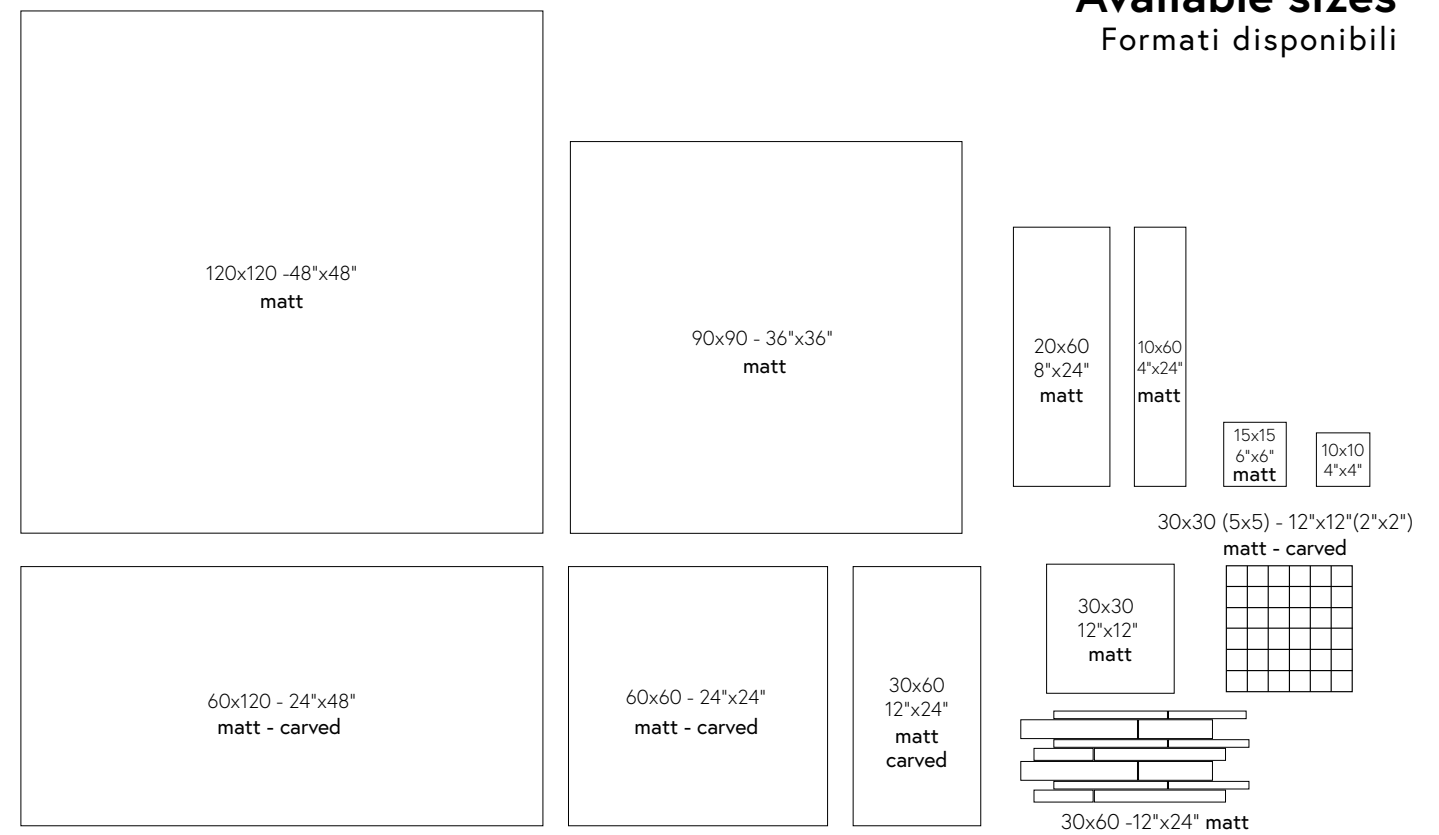 Available sizes
Formati disponibili
120x120 -48"x48"
matt
90x90 - 36"x36"
matt
20x60
8"x24"
matt
10x60
4"x24"
matt
15x15
6"x6"
matt
10x10
4"x4"
30x30 (5x5) - 12"x12"(2"x2")
matt - carved
60x120 - 24"x48"
matt - carved
60x60 - 24"x24"
matt - carved
30x60
12"x24"
matt
carved
30x30
12"x12"
matt
30x60 -12"x24" matt